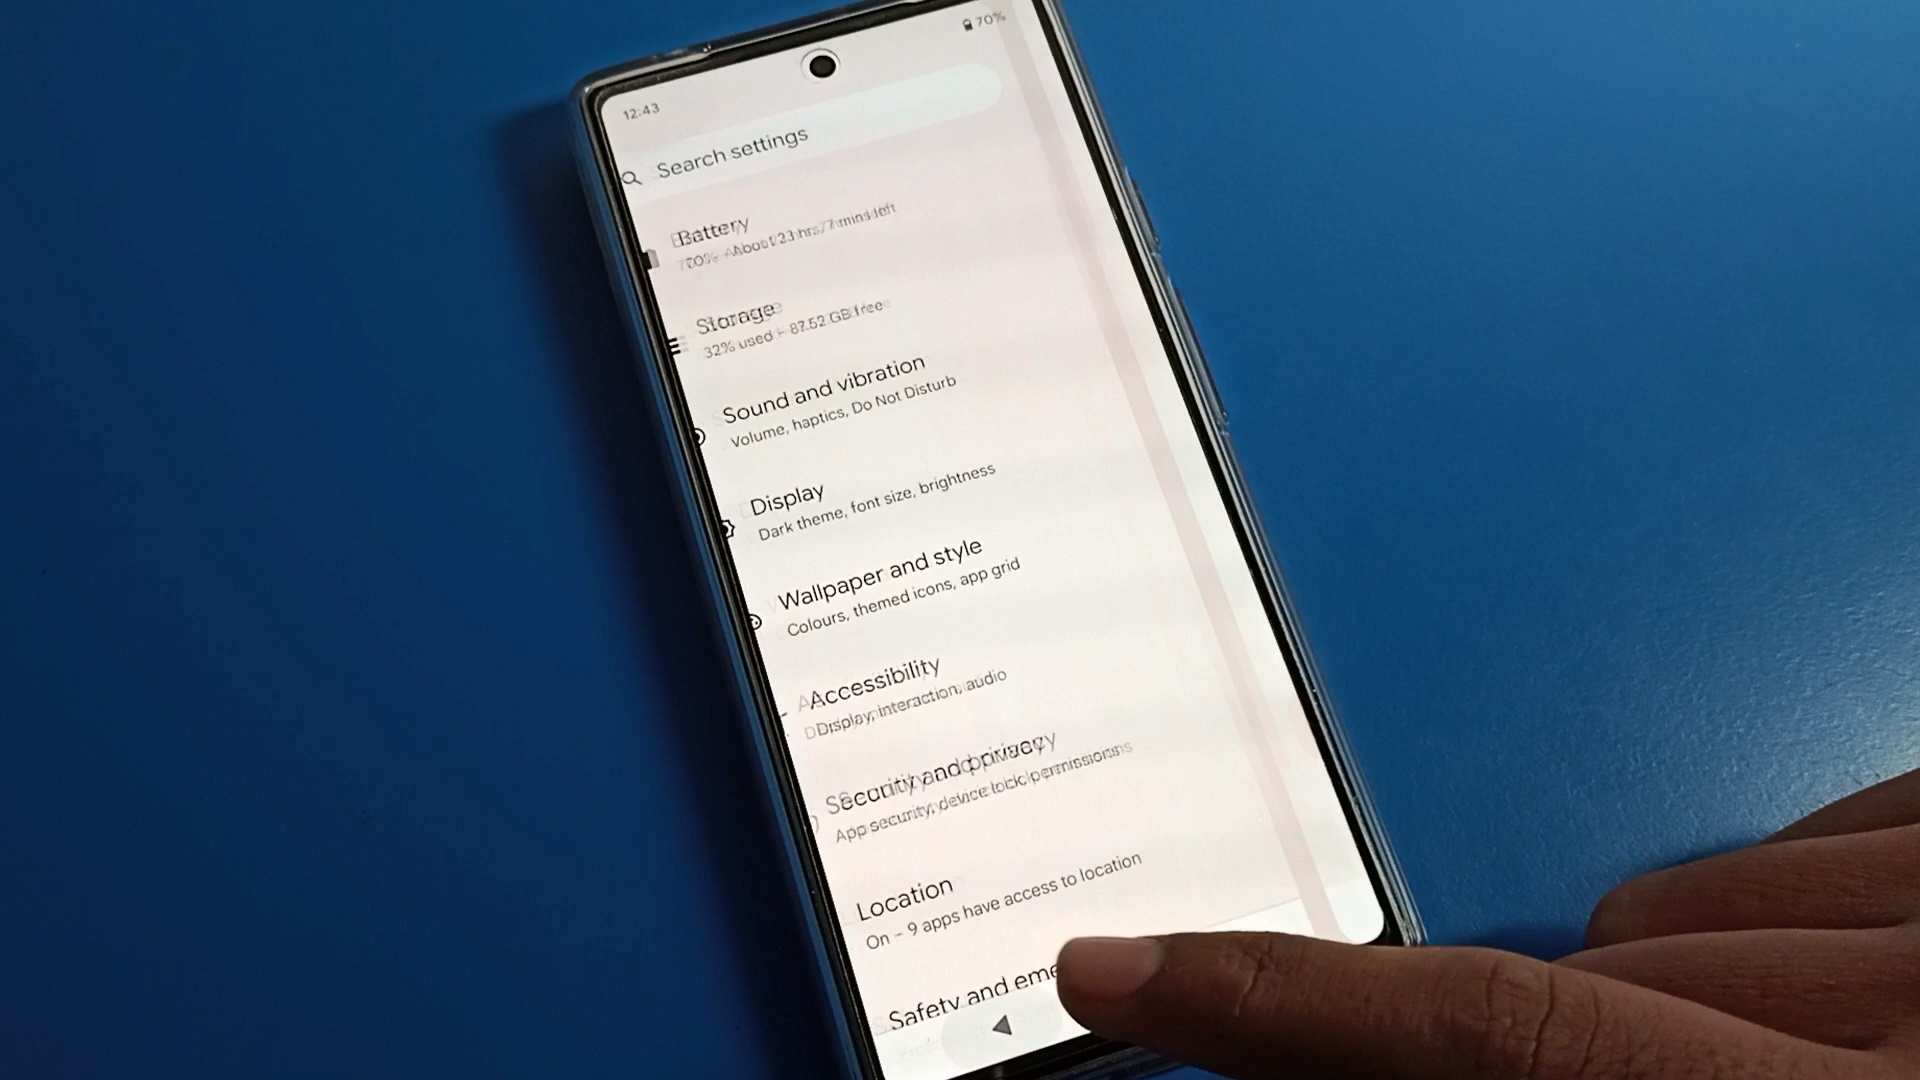 12:43
70%
Search settings
Battery
70% - About 23 hrs, 7 mins left
Storage
32% used - 87.52 GB free
Sound and vibration
Volume, haptics, Do Not Disturb
Display
Dark theme, font size, brightness
Wallpaper and style
Colours, themed icons, app grid
Accessibility
Display, interaction, audio
Security and privacy
App security, device lock, permissions
Location
On – 9 apps have access to location
Safety and eme